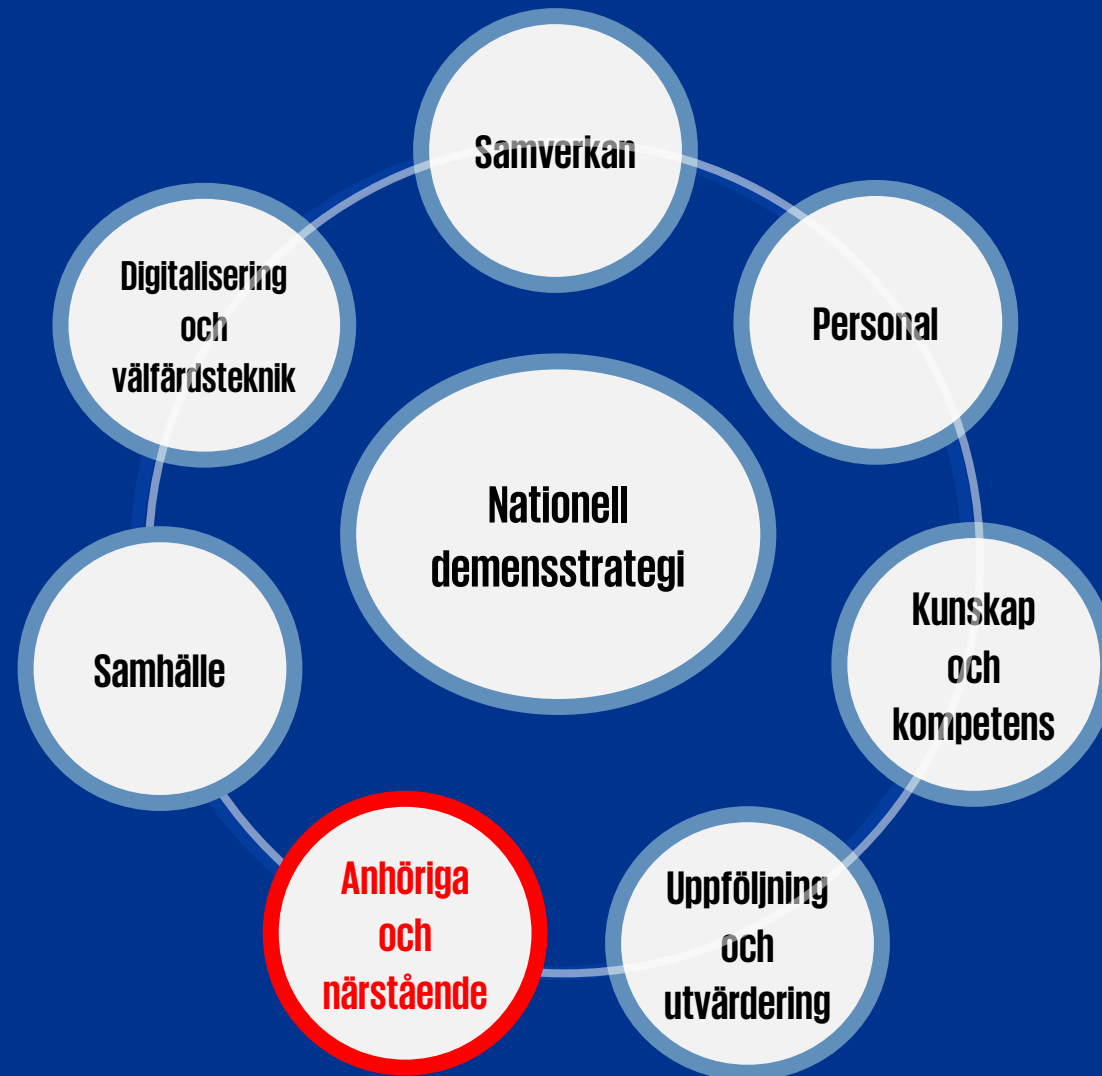 Samverkan
Digitalisering
och
välfärdsteknik
Personal
Nationell
demensstrategi
Samhälle
Kunskap
och
kompetens
Anhöriga
och
närstående
Uppföljning
och
utvärdering